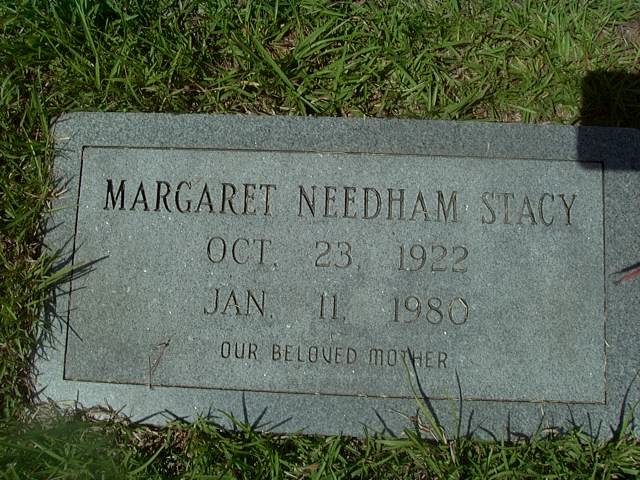 MARGARET NEEDHAM STACY
OCT. 23, 1922
JAN. 11, 1980
OUR BELOVED MOTHER